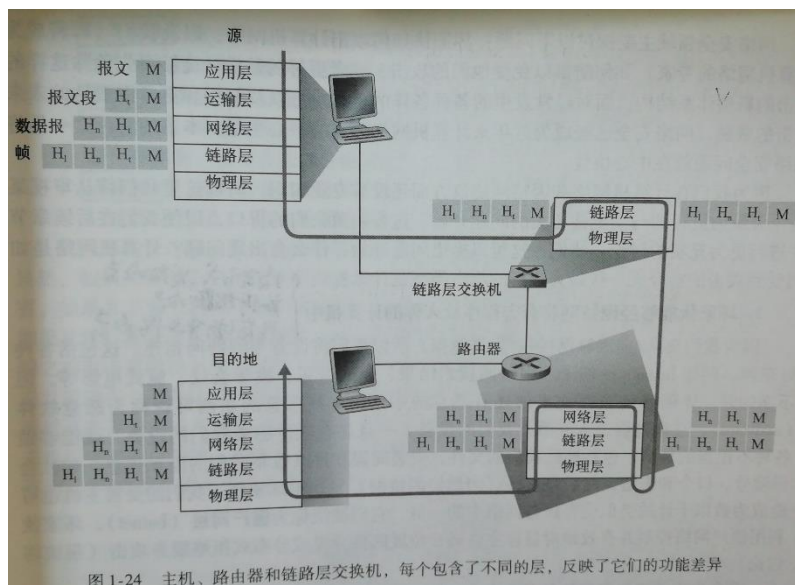 源
报文 M 应用层
报文段 Ht M 运输层
数据报 Hn Ht M 网络层
帧 Hl Hn Ht M 链路层
物理层
Hl Hn Ht M 链路层 Hl Hn Ht M
物理层
链路层交换机
路由器
目的地
M 应用层
Ht M 运输层
Hn Ht M 网络层
Hl Hn Ht M 链路层
物理层
Hn Ht M 网络层 Hn Ht M
Hl Hn Ht M 链路层 Hl Hn Ht M
物理层
图 1-24 主机、路由器和链路层交换机，每个包含了不同的层，反映了它们的功能差异